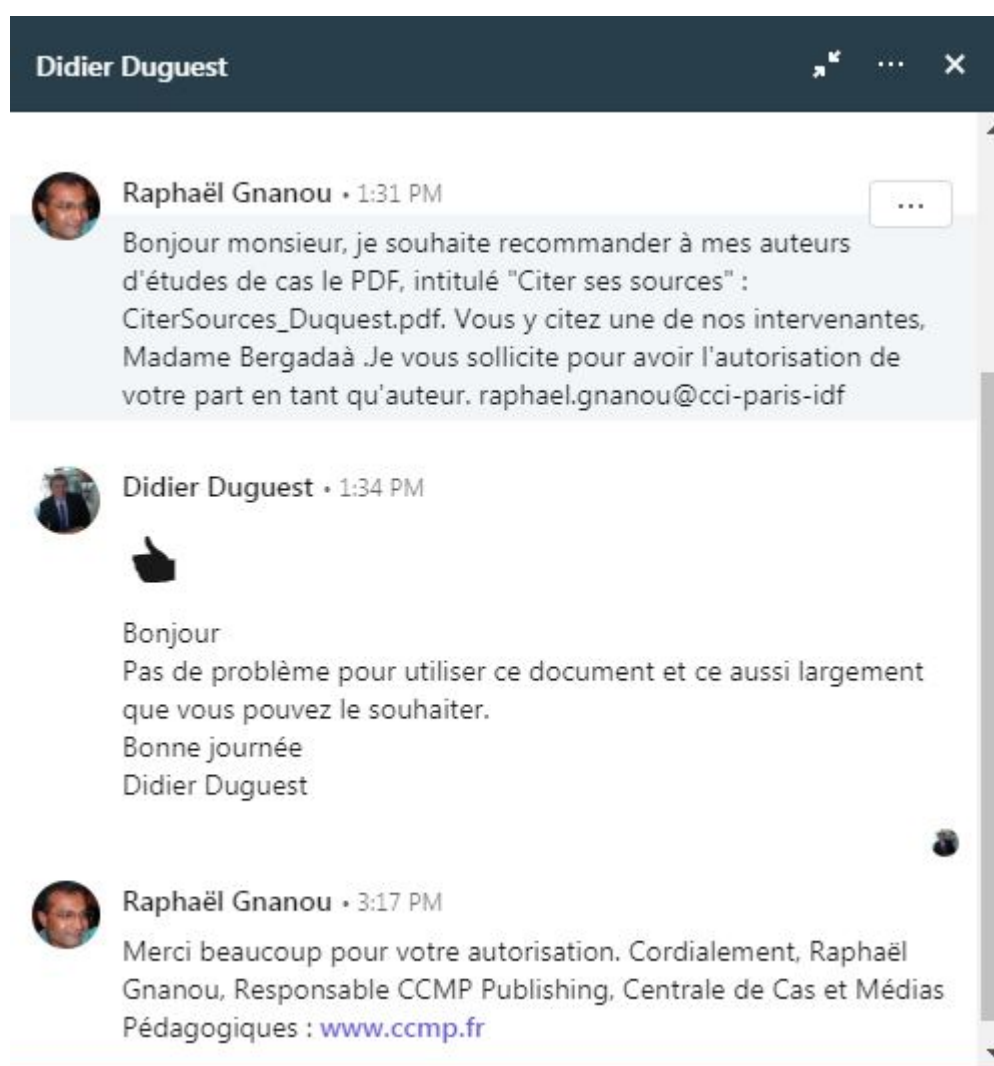 Didier Duguest
Raphaël Gnanou • 1:31 PM
Bonjour monsieur, je souhaite recommander à mes auteurs
d'études de cas le PDF, intitulé "Citer ses sources" :
CiterSources_Duquest.pdf. Vous y citez une de nos intervenantes,
Madame Bergadaà .Je vous sollicite pour avoir l'autorisation de
votre part en tant qu'auteur. raphael.gnanou@cci-paris-idf
Didier Duguest • 1:34 PM
Bonjour
Pas de problème pour utiliser ce document et ce aussi largement
que vous pouvez le souhaiter.
Bonne journée
Didier Duguest
Raphaël Gnanou • 3:17 PM
Merci beaucoup pour votre autorisation. Cordialement, Raphaël
Gnanou, Responsable CCMP Publishing, Centrale de Cas et Médias
Pédagogiques : www.ccmp.fr